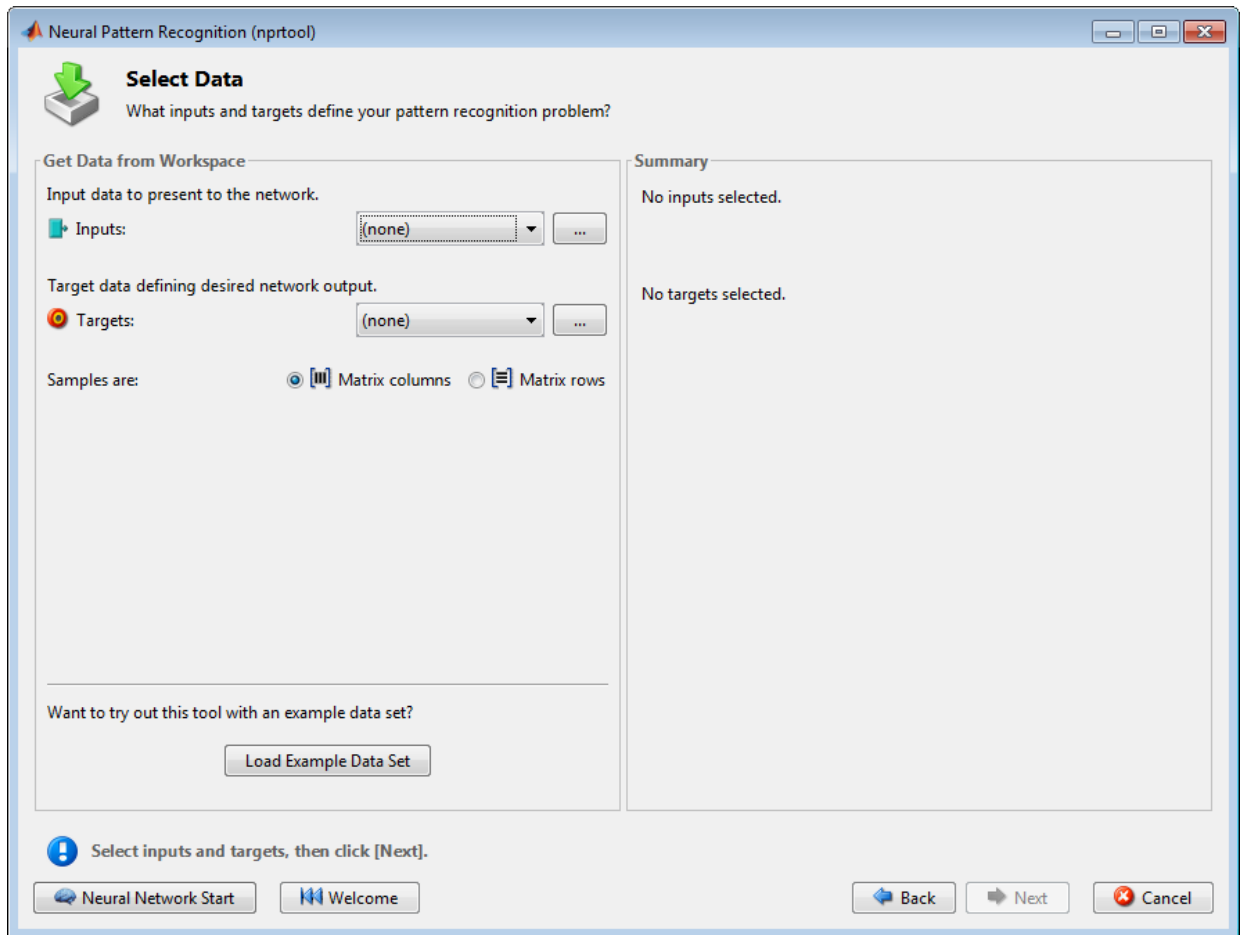 Neural Pattern Recognition (nprtool)
Select Data
What inputs and targets define your pattern recognition problem?
Get Data from Workspace
Input data to present to the network.
Inputs: (none) ...
Target data defining desired network output.
Targets: (none) ...
Samples are: Matrix columns Matrix rows
Want to try out this tool with an example data set?
Load Example Data Set
Summary
No inputs selected.
No targets selected.
Select inputs and targets, then click [Next].
Neural Network Start Welcome Back Next Cancel